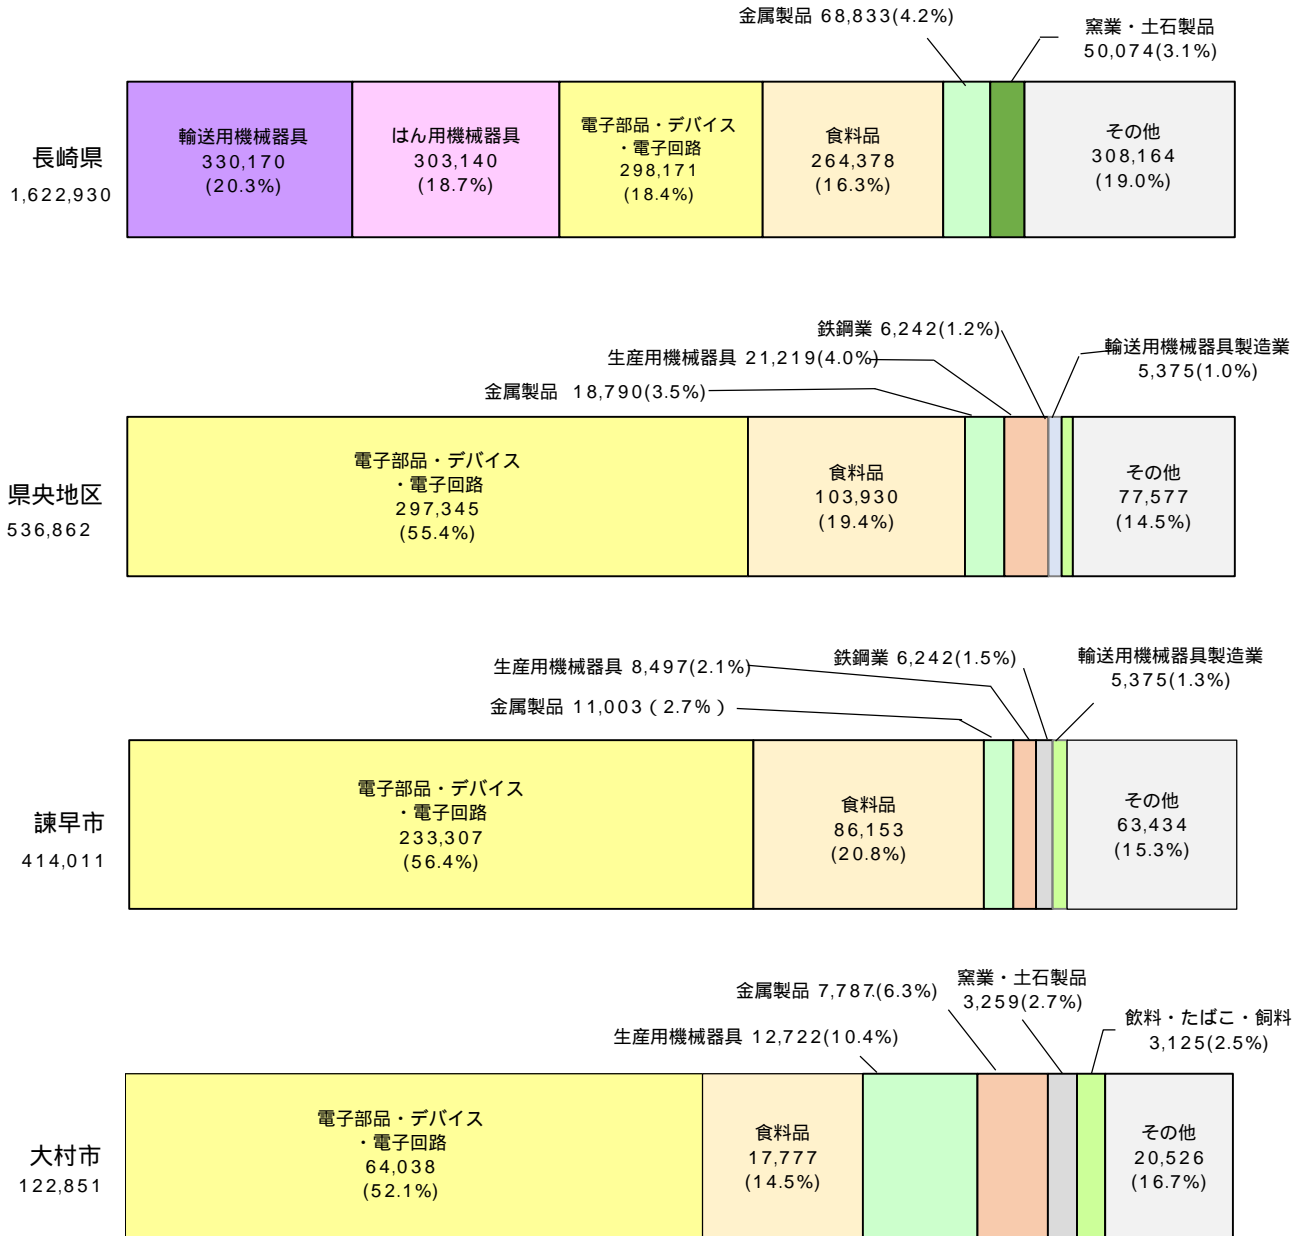 金属製品 68,833(4.2%)
窯業・土石製品
50,074(3.1%)
長崎県
1,622,930
輸送用機械器具
330,170
(20.3%)
はん用機械器具
303,140
(18.7%)
電子部品・デバイス
・電子回路
298,171
(18.4%)
食料品
264,378
(16.3%)
その他
308,164
(19.0%)
鉄鋼業 6,242(1.2%)
生産用機械器具 21,219(4.0%)
金属製品 18,790(3.5%)
輸送用機械器具製造業
5,375(1.0%)
県央地区
536,862
電子部品・デバイス
・電子回路
297,345
(55.4%)
食料品
103,930
(19.4%)
その他
77,577
(14.5%)
生産用機械器具 8,497(2.1%)
鉄鋼業 6,242(1.5%)
輸送用機械器具製造業
5,375(1.3%)
金属製品 11,003(2.7%)
諫早市
414,011
電子部品・デバイス
・電子回路
233,307
(56.4%)
食料品
86,153
(20.8%)
その他
63,434
(15.3%)
金属製品 7,787(6.3%)
窯業・土石製品
3,259(2.7%)
生産用機械器具 12,722(10.4%)
飲料・たばこ・飼料
3,125(2.5%)
大村市
122,851
電子部品・デバイス
・電子回路
64,038
(52.1%)
食料品
17,777
(14.5%)
その他
20,526
(16.7%)